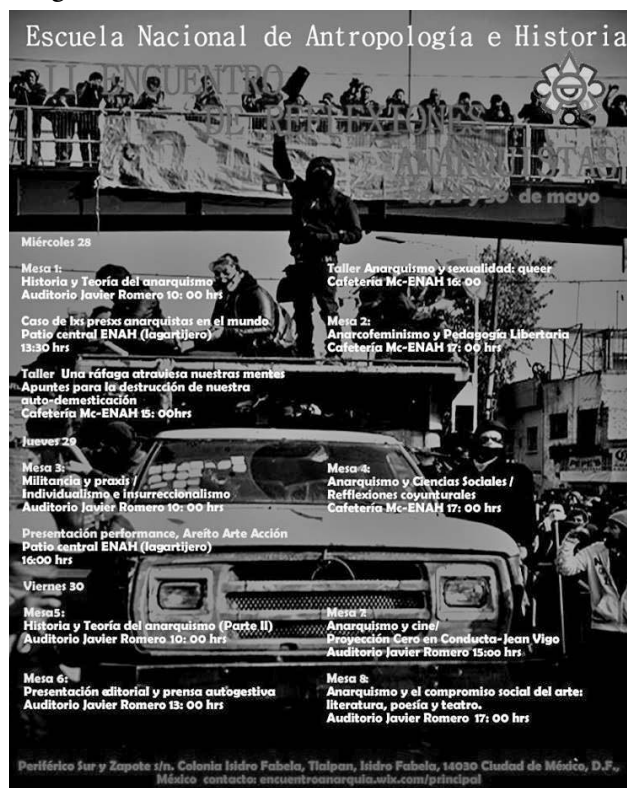 Escuela Nacional de Antropología e Historia
II ENCUENTRO
DE REFLEXIONES
ANARQUISTAS
de mayo
Miércoles 28
Mesa 1:
Historia y Teoría del anarquismo
Auditorio Javier Romero 10: 00 hrs
Caso de lxs presxs anarquistas en el mundo
Patio central ENAH (lagartijero)
13:30 hrs
Taller Una ráfaga atraviesa nuestras mentes
Apuntes para la destrucción de nuestra
auto-demesticación
Cafetería Mc-ENAH 15: 00hrs
Taller Anarquismo y sexualidad: queer
Cafetería Mc-ENAH 16: 00
Mesa 2:
Anarcofeminismo y Pedagogía Libertaria
Cafetería Mc-ENAH 17: 00 hrs
Jueves 29
Mesa 3:
Militancia y praxis /
Individualismo e insurreccionalismo
Auditorio Javier Romero 10: 00 hrs
Presentación performance, Areíto Arte Acción
Patio central ENAH (lagartijero)
16:00 hrs
Mesa 4:
Anarquismo y Ciencias Sociales /
Refflexiones coyunturales
Cafetería Mc-ENAH 17: 00 hrs
Viernes 30
Mesa5:
Historia y Teoría del anarquismo (Parte II)
Auditorio Javier Romero 10: 00 hrs
Mesa 6:
Presentación editorial y prensa autogestiva
Auditorio Javier Romero 13: 00 hrs
Mesa 7
Anarquismo y cine/
Proyección Cero en Conducta-Jean Vigo
Auditorio Javier Romero 15:00 hrs
Mesa 8:
Anarquismo y el compromiso social del arte:
literatura, poesía y teatro.
Auditorio Javier Romero 17: 00 hrs
Periférico Sur y Zapote s/n. Colonia Isidro Fabela, Tlalpan, Isidro Fabela, 14030 Ciudad de México, D.F.,
México contacto: encuentroanarquia.wix.com/principal